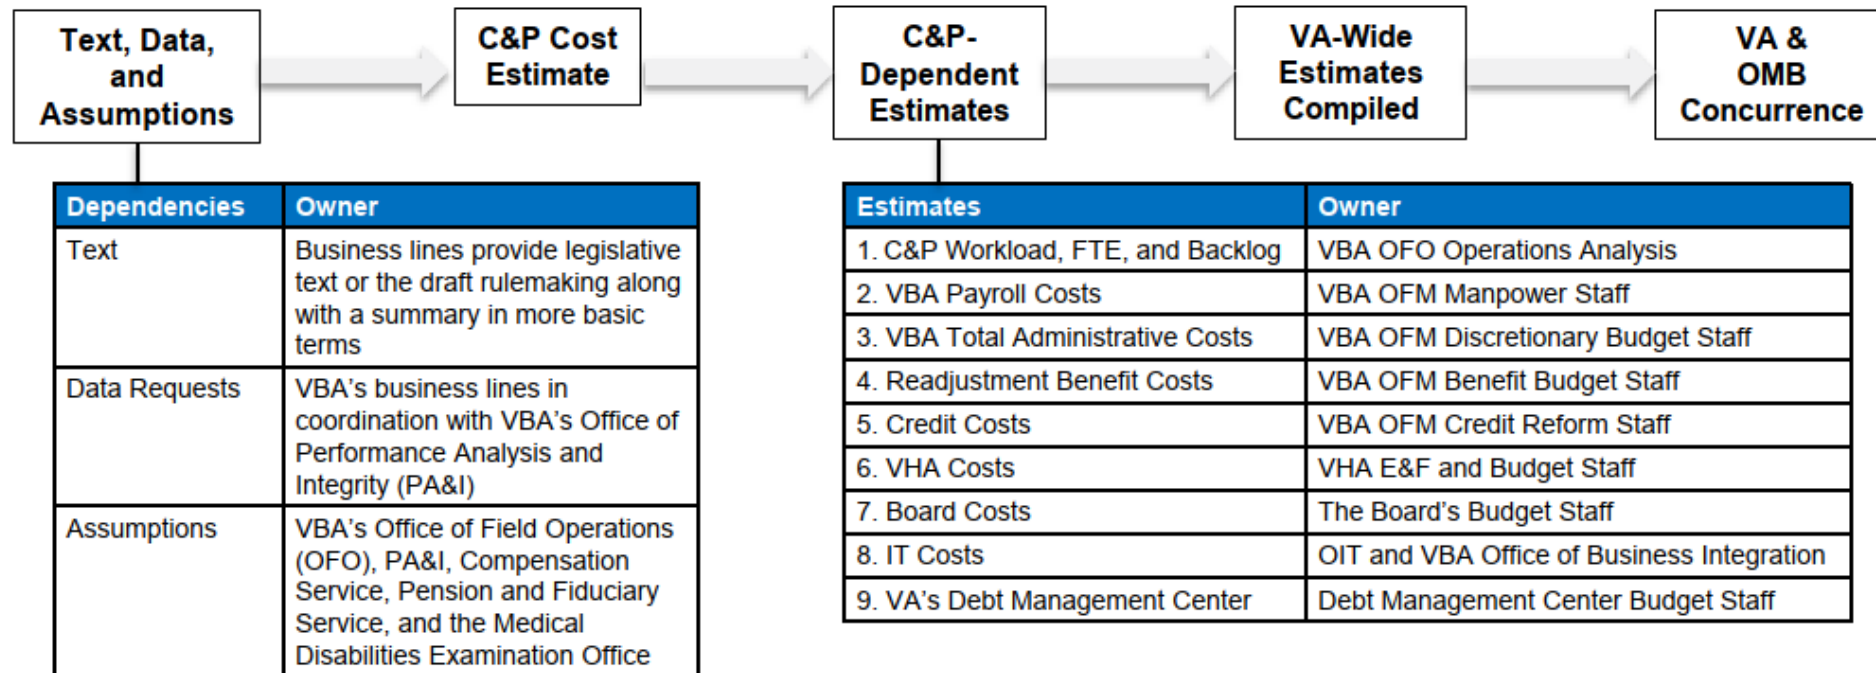 Text, Data,
and
Assumptions
C&P Cost
Estimate
C&P-
Dependent
Estimates
VA-Wide
Estimates
Compiled
VA &
OMB
Concurrence
Dependencies
Owner
Text
Business lines provide legislative
text or the draft rulemaking along
with a summary in more basic
terms
Data Requests
VBA's business lines in
coordination with VBA's Office of
Performance Analysis and
Integrity (PA&I)
Assumptions
VBA's Office of Field Operations
(OFO), PA&I, Compensation
Service, Pension and Fiduciary
Service, and the Medical
Disabilities Examination Office
Estimates
Owner
1. C&P Workload, FTE, and Backlog
VBA OFO Operations Analysis
2. VBA Payroll Costs
VBA OFM Manpower Staff
3. VBA Total Administrative Costs
VBA OFM Discretionary Budget Staff
4. Readjustment Benefit Costs
VBA OFM Benefit Budget Staff
5. Credit Costs
VBA OFM Credit Reform Staff
6. VHA Costs
VHA E&F and Budget Staff
7. Board Costs
The Board's Budget Staff
8. IT Costs
OIT and VBA Office of Business Integration
9. VA's Debt Management Center
Debt Management Center Budget Staff